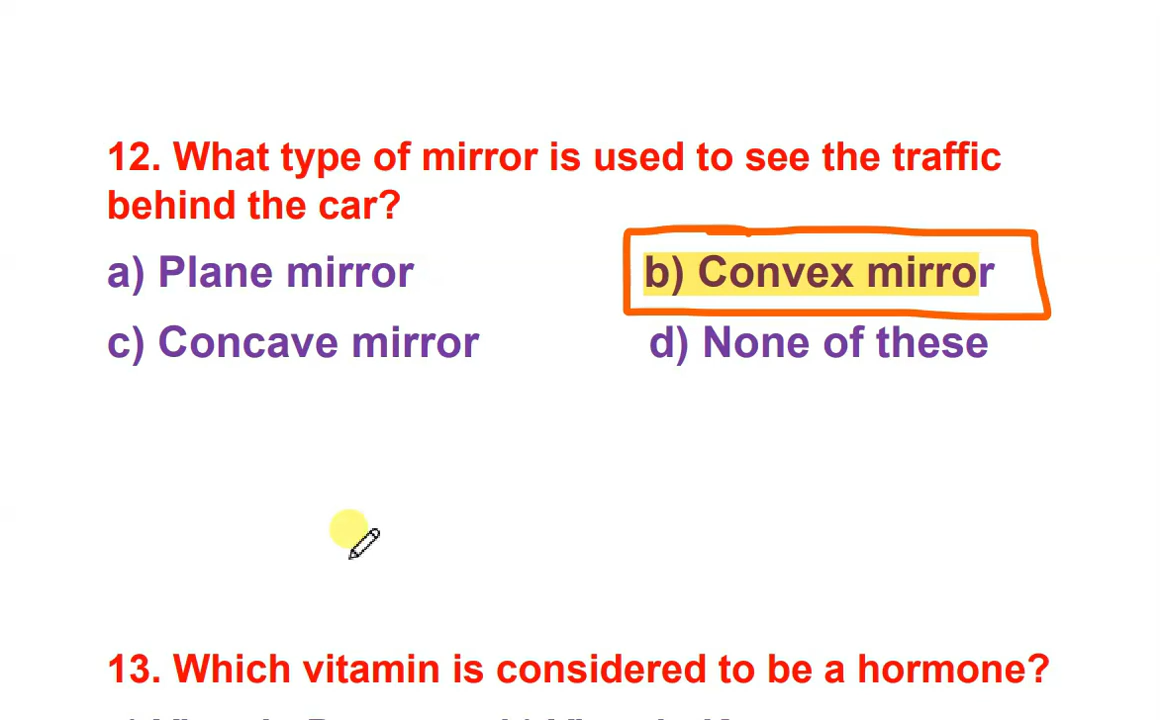 12. What type of mirror is used to see the traffic
behind the car?
a) Plane mirror b) Convex mirror
c) Concave mirror d) None of these
13. Which vitamin is considered to be a hormone?